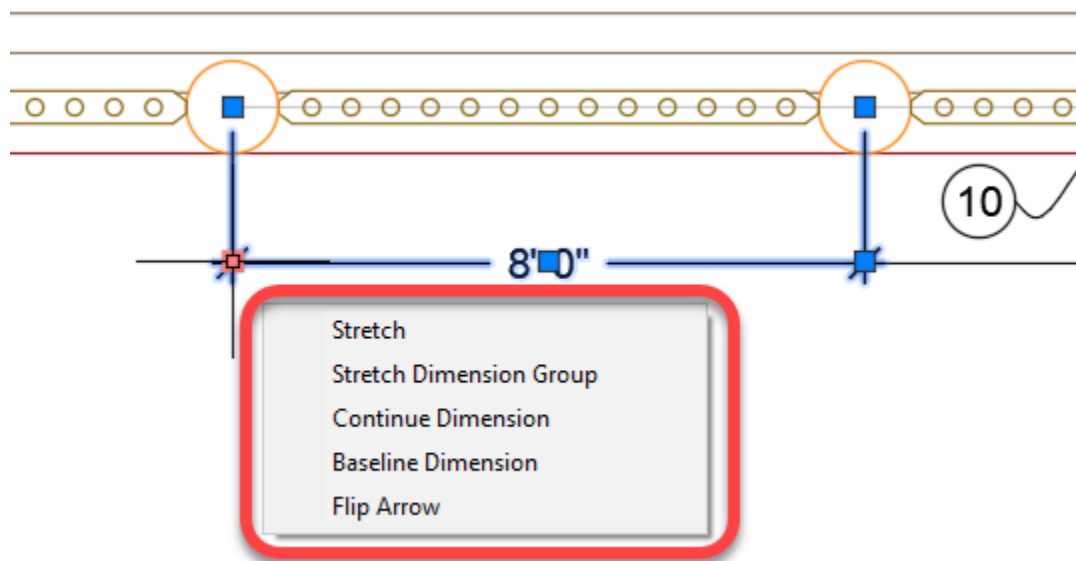 10
8'-0"
Stretch
Stretch Dimension Group
Continue Dimension
Baseline Dimension
Flip Arrow